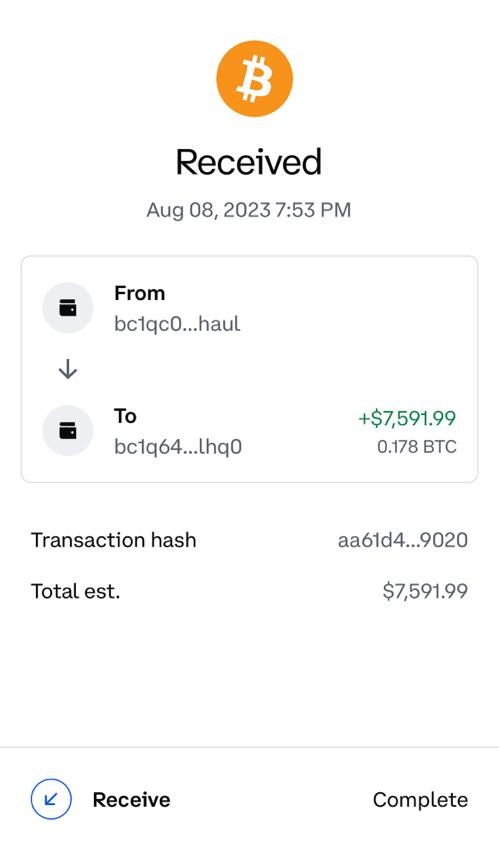 Received
Aug 08, 2023 7:53 PM
From
bc1qc0...haul
To
+$7,591.99
bc1q64...lhq0
0.178 BTC
Transaction hash
aa61d4...9020
Total est.
$7,591.99
Receive
Complete